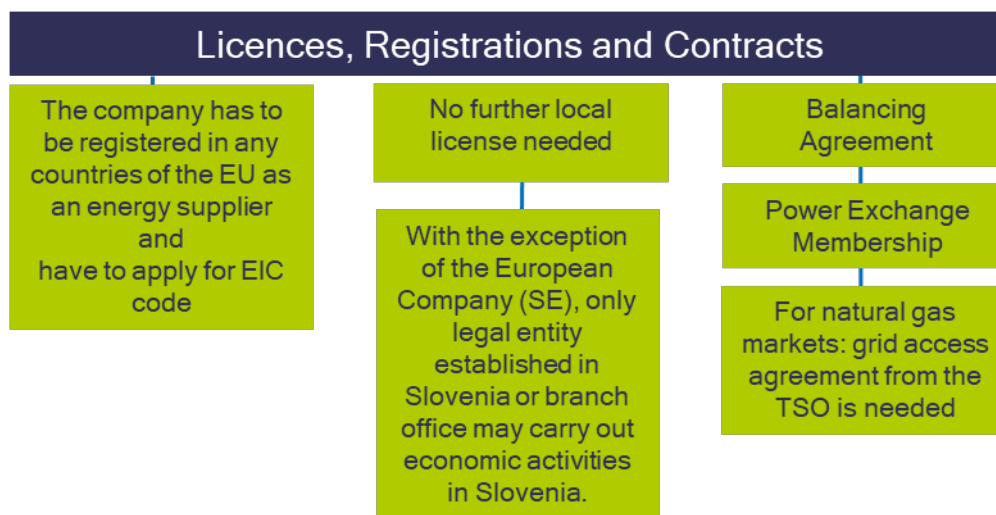 Licences, Registrations and Contracts
The company has to
be registered in any
countries of the EU as
an energy supplier
and
have to apply for EIC
code
No further local
license needed
With the exception
of the European
Company (SE), only
legal entity
established in
Slovenia or branch
office may carry out
economic activities
in Slovenia.
Balancing
Agreement
Power Exchange
Membership
For natural gas
markets: grid access
agreement from the
TSO is needed